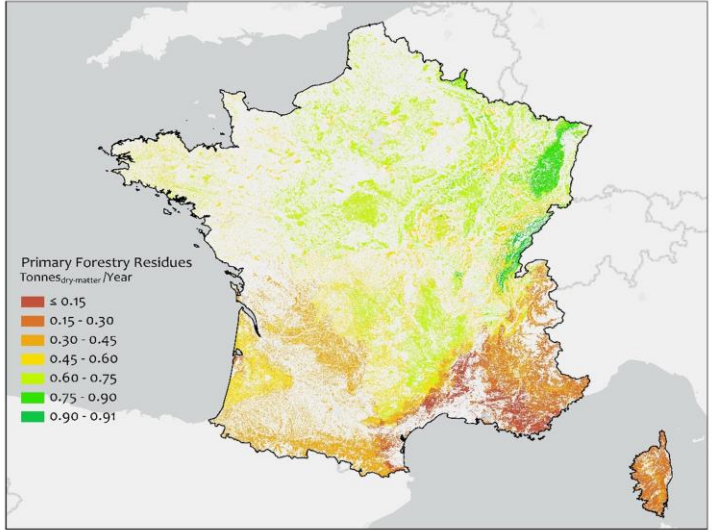 Primary Forestry Residues
Tonnesdry-matter/Year
≤ 0.15
0.15 - 0.30
0.30 - 0.45
0.45 - 0.60
0.60 - 0.75
0.75 - 0.90
0.90 - 0.91